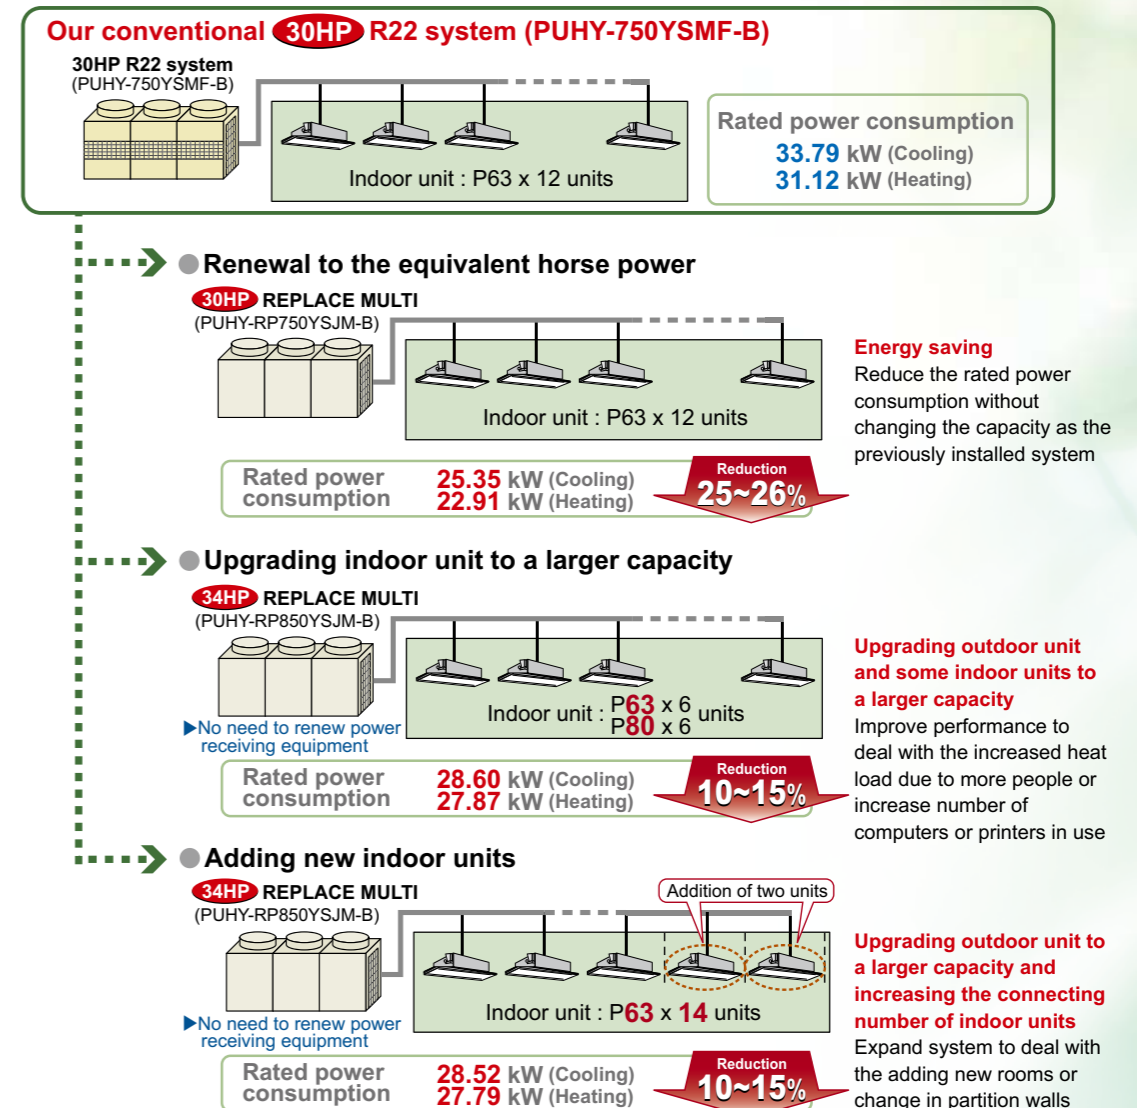 Our conventional 30HP R22 system (PUHY-750YSMF-B)
30HP R22 system
(PUHY-750YSMF-B)
Indoor unit : P63 x 12 units
Rated power consumption
33.79 kW (Cooling)
31.12 kW (Heating)
Renewal to the equivalent horse power
30HP REPLACE MULTI
(PUHY-RP750YSJM-B)
Indoor unit : P63 x 12 units
Rated power
consumption
25.35 kW (Cooling)
22.91 kW (Heating)
Reduction
25~26%
Energy saving
Reduce the rated power
consumption without
changing the capacity as the
previously installed system
Upgrading indoor unit to a larger capacity
34HP REPLACE MULTI
(PUHY-RP850YSJM-B)
▶No need to renew power
receiving equipment
Indoor unit : P63 x 6 units
P80 x 6
Rated power
consumption
28.60 kW (Cooling)
27.87 kW (Heating)
Reduction
10~15%
Upgrading outdoor unit
and some indoor units to
a larger capacity
Improve performance to
deal with the increased heat
load due to more people or
increase number of
computers or printers in use
Adding new indoor units
34HP REPLACE MULTI
(PUHY-RP850YSJM-B)
Addition of two units
▶No need to renew power
receiving equipment
Indoor unit : P63 x 14 units
Rated power
consumption
28.52 kW (Cooling)
27.79 kW (Heating)
Reduction
10~15%
Upgrading outdoor unit to
a larger capacity and
increasing the connecting
number of indoor units
Expand system to deal with
the adding new rooms or
change in partition walls